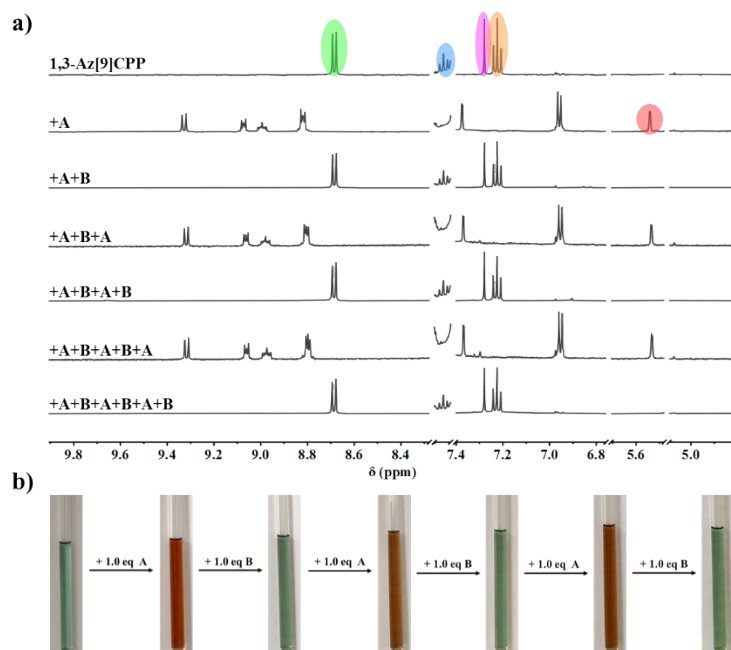 a)
1,3-Az[9]CPP
+A
+A+B
+A+B+A
+A+B+A+B
+A+B+A+B+A
+A+B+A+B+A+B
9.8 9.6 9.4 9.2 9.0 8.8 8.6 8.4 7.4 7.2 7.0 6.8 5.6 5.0
δ (ppm)
b)
+ 1.0 eq A + 1.0 eq B + 1.0 eq A + 1.0 eq B + 1.0 eq A + 1.0 eq B